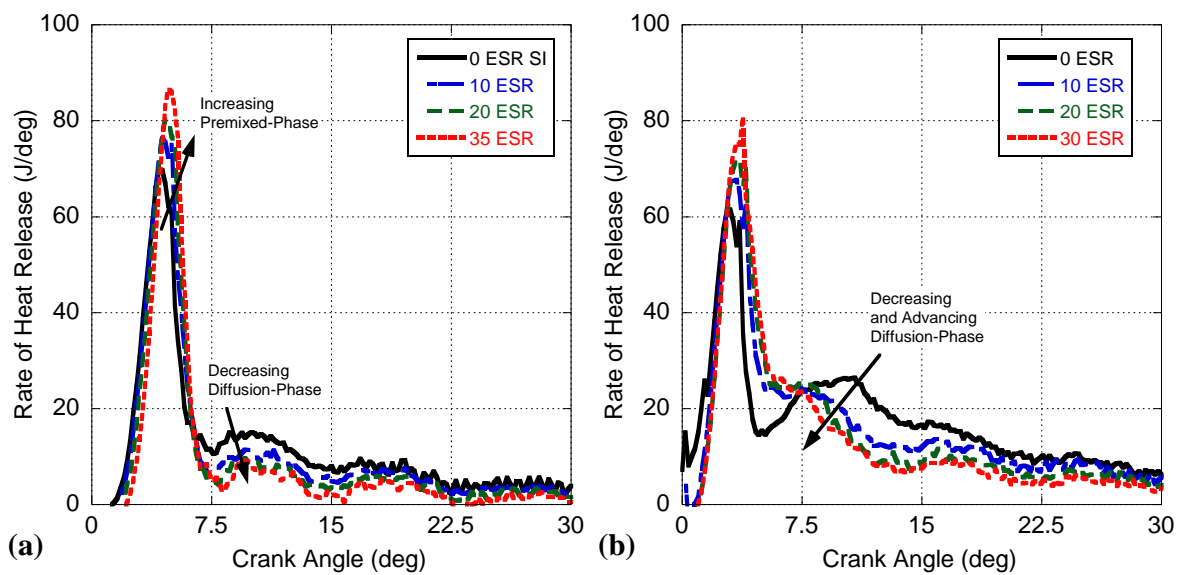 100
80
60
40
20
0
Rate of Heat Release (J/deg)
0 ESR SI
10 ESR
20 ESR
35 ESR
Increasing
Premixed-Phase
Decreasing
Diffusion-Phase
0
7.5
15
22.5
30
Crank Angle (deg)
(a)
100
80
60
40
20
0
Rate of Heat Release (J/deg)
0 ESR
10 ESR
20 ESR
30 ESR
Decreasing
and Advancing
Diffusion-Phase
0
7.5
15
22.5
30
Crank Angle (deg)
(b)